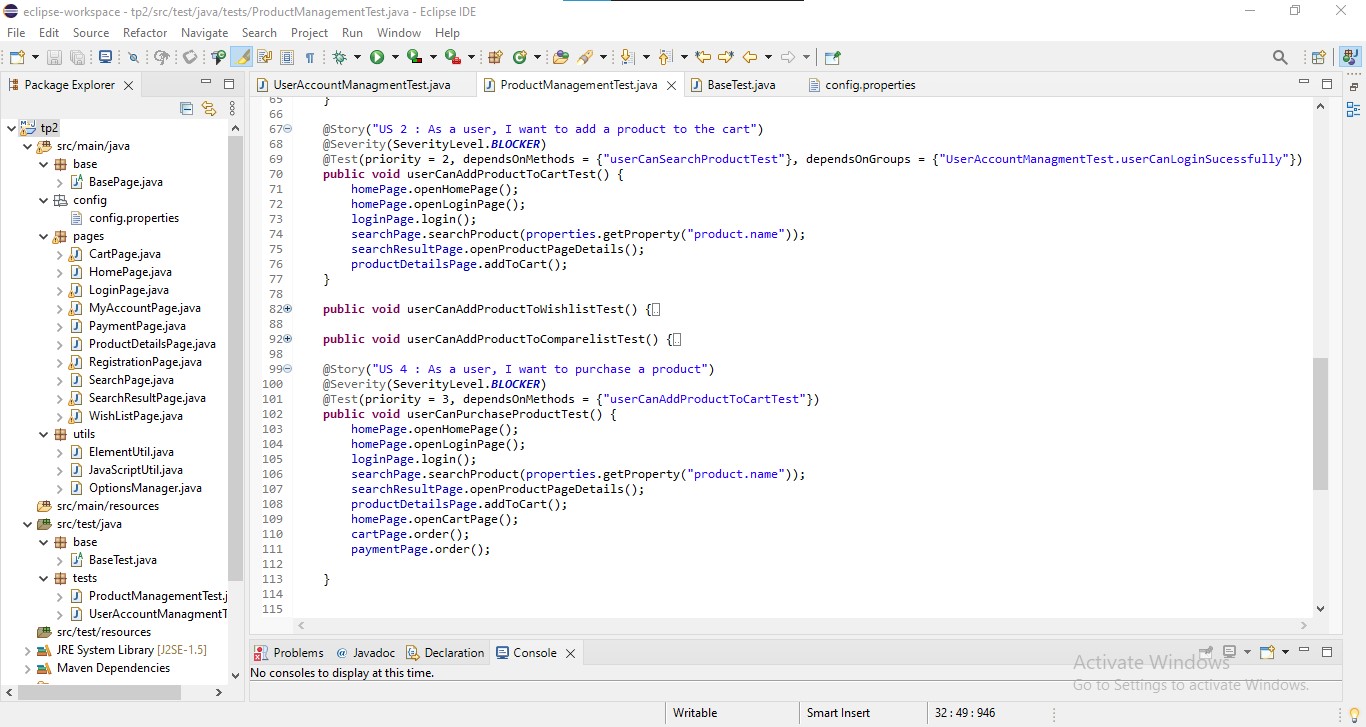 eclipse-workspace - tp2/src/test/java/tests/ProductManagementTest.java - Eclipse IDE
File Edit Source Refactor Navigate Search Project Run Window Help
Package Explorer
tp2
src/main/java
base
BasePage.java
config
config.properties
pages
CartPage.java
HomePage.java
LoginPage.java
MyAccountPage.java
PaymentPage.java
ProductDetailsPage.java
RegistrationPage.java
SearchPage.java
SearchResultPage.java
WishListPage.java
utils
ElementUtil.java
JavaScriptUtil.java
OptionsManager.java
src/main/resources
src/test/java
base
BaseTest.java
tests
ProductManagementTest.j
UserAccountManagmentT
src/test/resources
JRE System Library [J2SE-1.5]
Maven Dependencies
UserAccountManagmentTest.java ProductManagementTest.java BaseTest.java config.properties
65 }
66
67 @Story("US 2 : As a user, I want to add a product to the cart")
68 @Severity(SeverityLevel.BLOCKER)
69 @Test(priority = 2, dependsOnMethods = {"userCanSearchProductTest"}, dependsOnGroups = {"UserAccountManagmentTest.userCanLoginSucessfully"})
70 public void userCanAddProductToCartTest() {
71 homePage.openHomePage();
72 homePage.openLoginPage();
73 loginPage.login();
74 searchPage.searchProduct(properties.getProperty("product.name"));
75 searchResultPage.openProductPageDetails();
76 productDetailsPage.addToCart();
77 }
78
82 public void userCanAddProductToWishlistTest() {
88
92 public void userCanAddProductToComparelistTest() {
98
99 @Story("US 4 : As a user, I want to purchase a product")
100 @Severity(SeverityLevel.BLOCKER)
101 @Test(priority = 3, dependsOnMethods = {"userCanAddProductToCartTest"})
102 public void userCanPurchaseProductTest() {
103 homePage.openHomePage();
104 homePage.openLoginPage();
105 loginPage.login();
106 searchPage.searchProduct(properties.getProperty("product.name"));
107 searchResultPage.openProductPageDetails();
108 productDetailsPage.addToCart();
109 homePage.openCartPage();
110 cartPage.order();
111 paymentPage.order();
112
113 }
114
115
Problems Javadoc Declaration Console
No consoles to display at this time.
Activate Windows
Go to Settings to activate Windows.
Writable Smart Insert 32 : 49 : 946